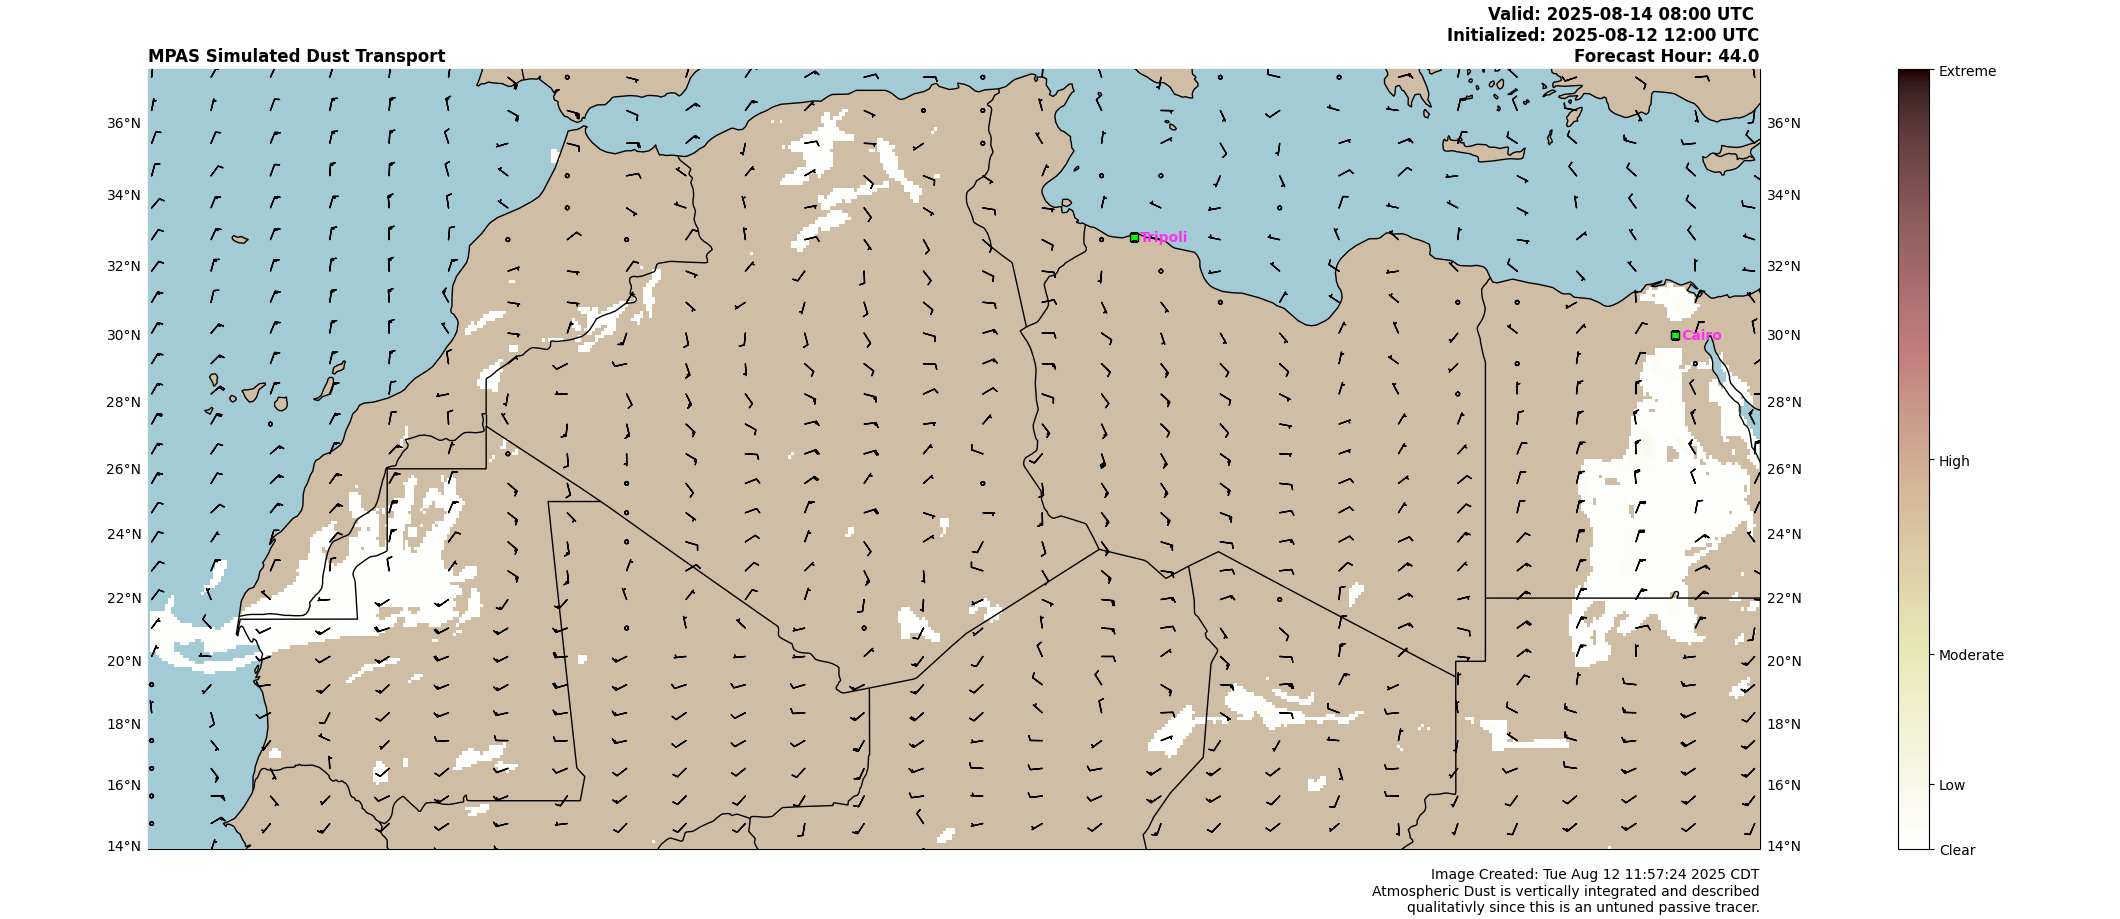 Valid: 2025-08-14 08:00 UTC
Initialized: 2025-08-12 12:00 UTC
MPAS Simulated Dust Transport
Forecast Hour: 44.0
Extreme
36°N
36°N
34°N
34°N
Tripoli
32°N
32°N
30°N
Cairo
30°N
28°N
28°N
26°N
26°N
High
24°N
24°N
22°N
22°N
20°N
20°N
Moderate
18°N
18°N
16°N
16°N
Low
14°N
14°N
Clear
Image Created: Tue Aug 12 11:57:24 2025 CDT
Atmospheric Dust is vertically integrated and described
qualitativly since this is an untuned passive tracer.